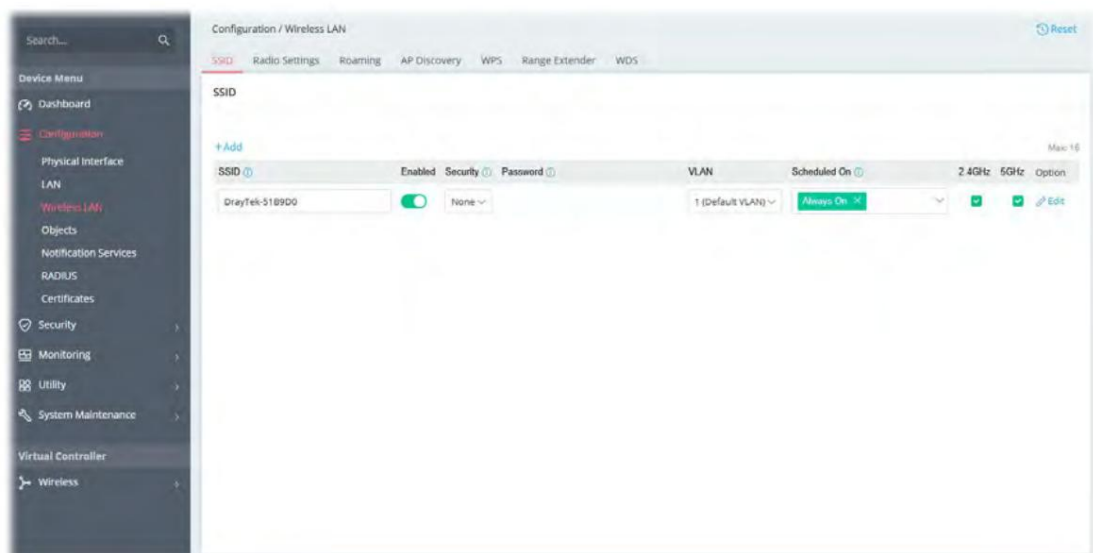 Search...
Device Menu
Dashboard
Configuration
Physical Interface
LAN
Wireless LAN
Objects
Notification Services
RADIUS
Certificates
Security
Monitoring
Utility
System Maintenance
Virtual Controller
Wireless
Configuration / Wireless LAN Reset
SSID Radio Settings Roaming AP Discovery WPS Range Extender WDS
SSID
+Add Max: 16
SSID Enabled Security Password VLAN Scheduled On 2.4GHz 5GHz Option
DrayTek-51B9D0 None 1 (Default VLAN) Always On Edit